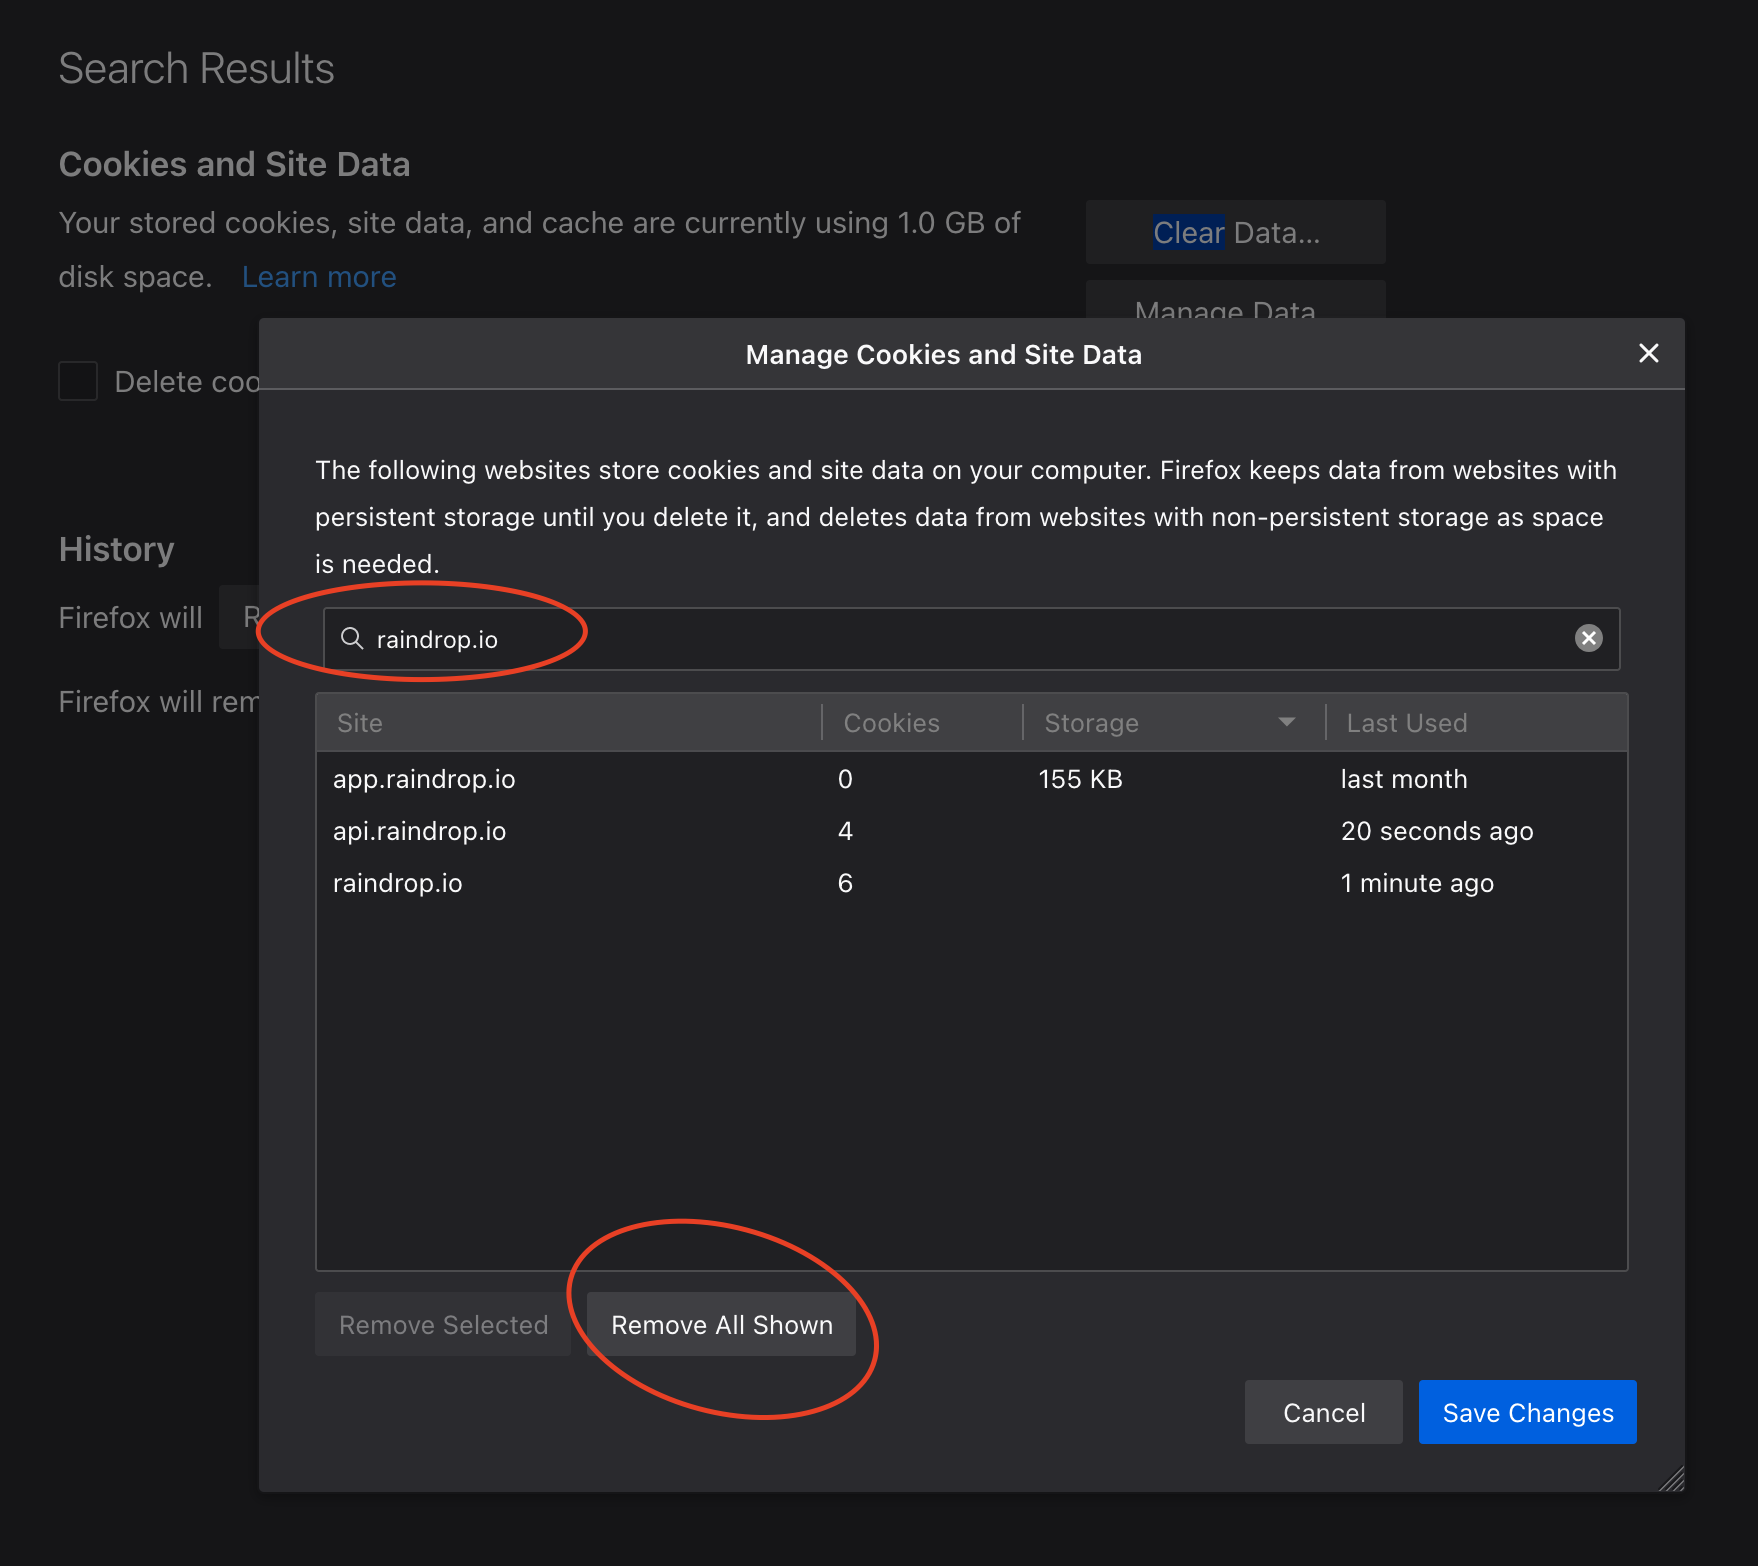 Search Results
Cookies and Site Data
Your stored cookies, site data, and cache are currently using 1.0 GB of
disk space. Learn more
Clear Data...
Manage Data
Delete coo
History
Firefox will R
Firefox will rem
Manage Cookies and Site Data
The following websites store cookies and site data on your computer. Firefox keeps data from websites with
persistent storage until you delete it, and deletes data from websites with non-persistent storage as space
is needed.
raindrop.io
Site Cookies Storage Last Used
app.raindrop.io 0 155 KB last month
api.raindrop.io 4 20 seconds ago
raindrop.io 6 1 minute ago
Remove Selected Remove All Shown
Cancel Save Changes